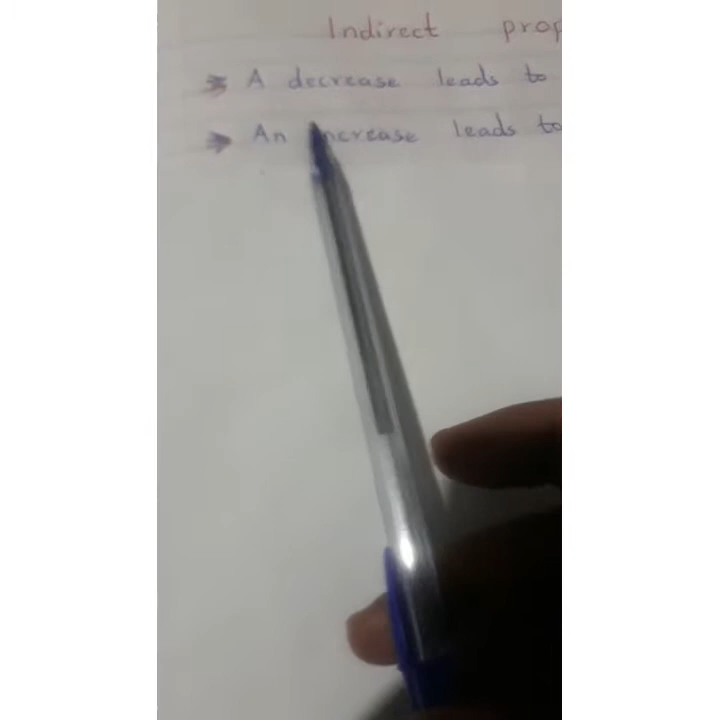 Indirect prop
A decrease leads to
An increase leads to